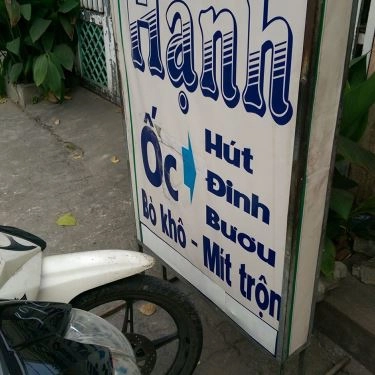 Hạnh
Ốc
Hút
Đinh
Bươu
Bò khô - Mít trộn